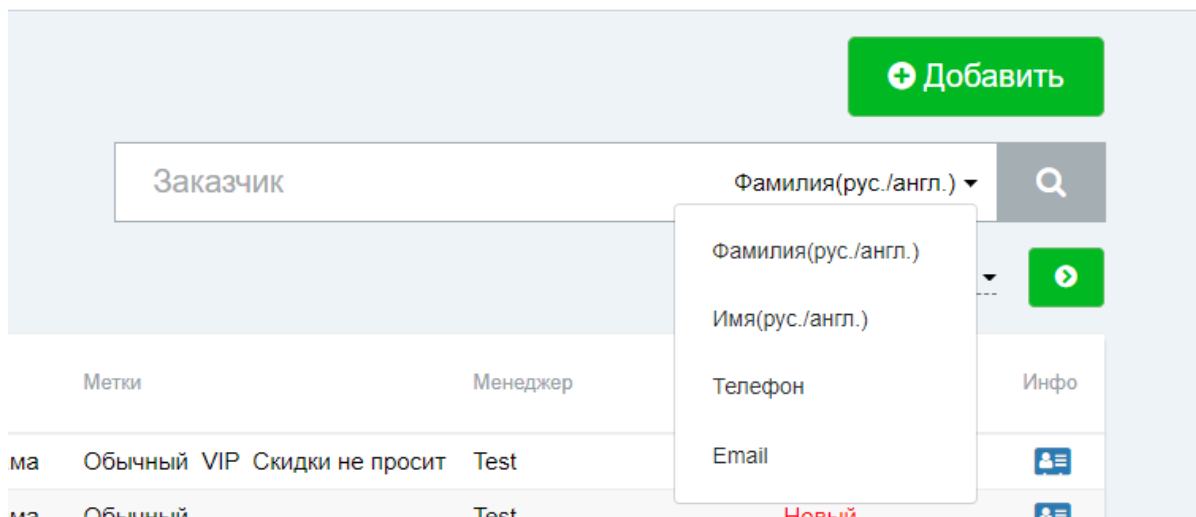 Добавить
Заказчик Фамилия(рус./англ.)
Фамилия(рус./англ.)
Имя(рус./англ.)
Телефон
Email
Метки Менеджер Инфо
ма Обычный VIP Скидки не просит Test
ма Обычный Test Новый